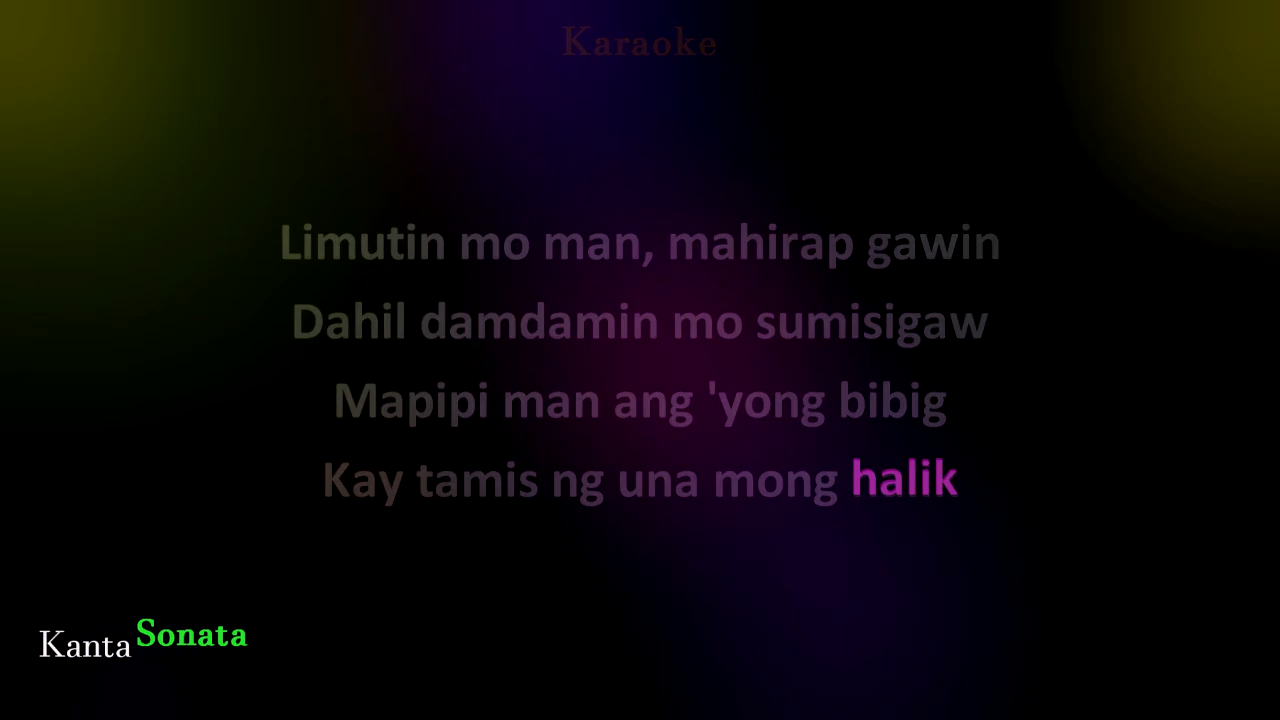 Karaoke
Limutin mo man, mahirap gawin
Dahil damdamin mo sumisigaw
Mapipi man ang 'yong bibig
Kay tamis ng una mong halik
Kanta Sonata